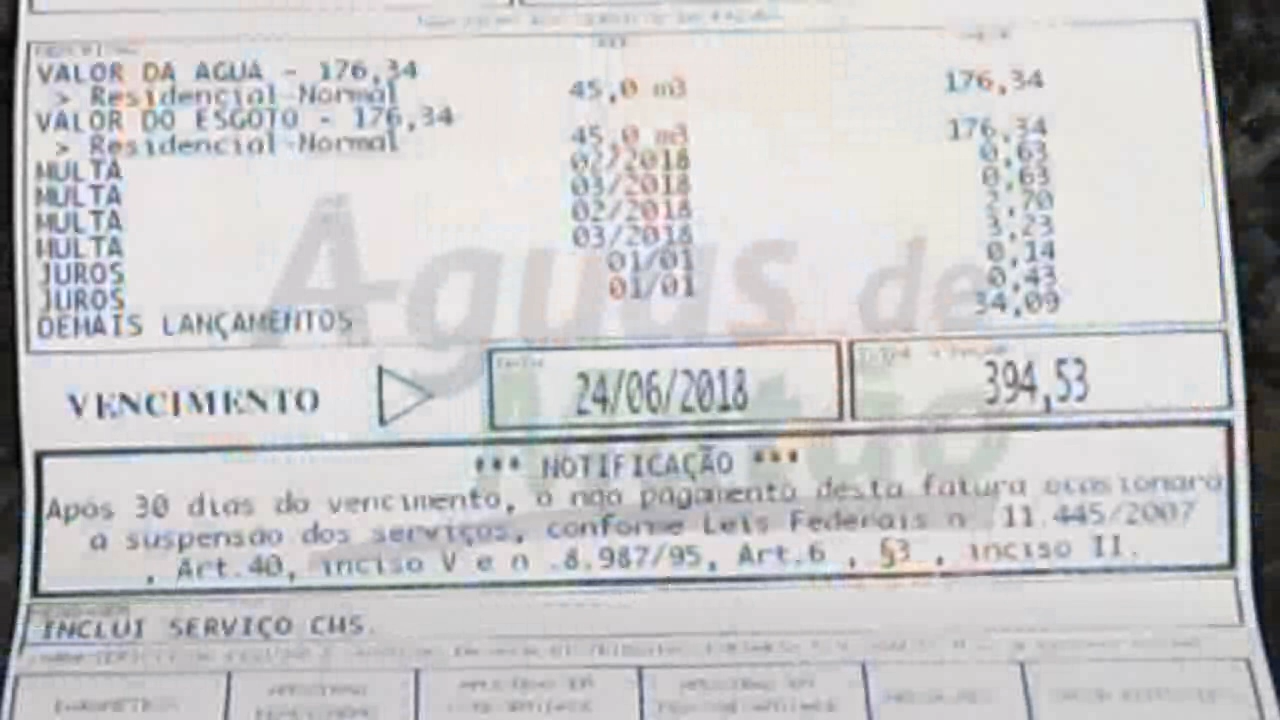 VALOR DA AGUA - 176,34
> Residencial-Normal 45,0 m3 176,34
VALOR DO ESGOTO - 176,34
> Residencial-Normal 45,0 m3 176,34
MULTA 02/2018 0,63
MULTA 03/2018 0,63
MULTA 02/2018 2,70
MULTA 03/2018 3,23
JUROS 01/01 0,14
JUROS 01/01 0,43
DEMAIS LANÇAMENTOS 34,09
Aguas de
VENCIMENTO 24/06/2018 394,53
*** NOTIFICAÇÃO ***
Após 30 dias do vencimento, o não pagamento desta fatura ocasionará
a suspensão dos serviços, conforme Leis Federais n 11.445/2007
, Art.40, inciso V e n .8.987/95, Art.6 , §3 , inciso II.
INCLUI SERVIÇO CMS.